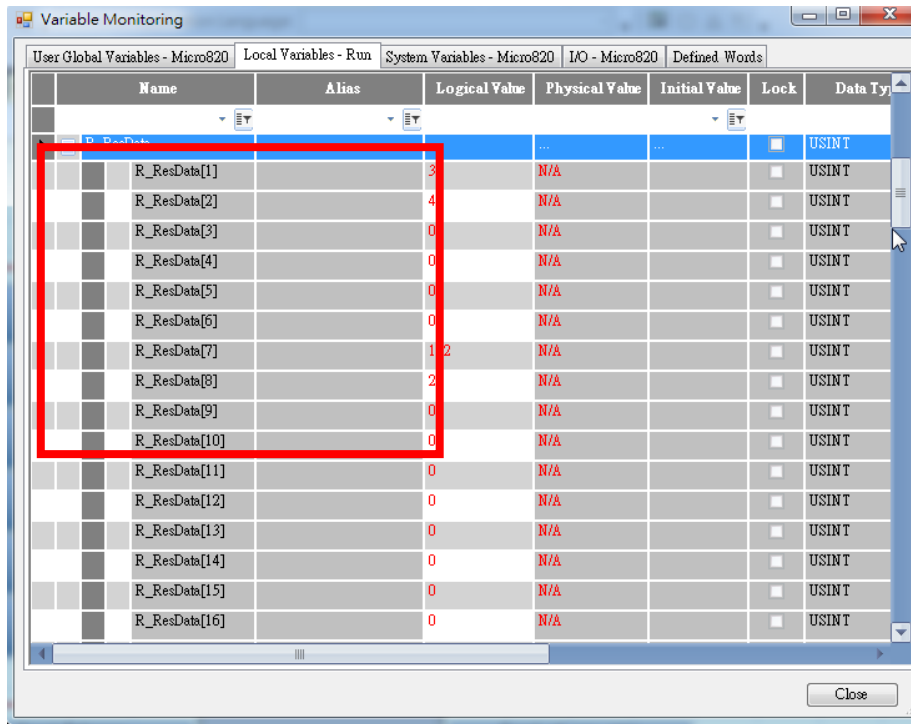 Variable Monitoring
User Global Variables - Micro820 Local Variables - Run System Variables - Micro820 I/O - Micro820 Defined Words
Name Alias Logical Value Physical Value Initial Value Lock Data Ty
... ... USINT
R_ResData[1] 3 N/A USINT
R_ResData[2] 4 N/A USINT
R_ResData[3] 0 N/A USINT
R_ResData[4] 0 N/A USINT
R_ResData[5] 0 N/A USINT
R_ResData[6] 0 N/A USINT
R_ResData[7] N/A USINT
R_ResData[8] 2 N/A USINT
R_ResData[9] 0 N/A USINT
R_ResData[10] 0 N/A USINT
R_ResData[11] 0 N/A USINT
R_ResData[12] 0 N/A USINT
R_ResData[13] 0 N/A USINT
R_ResData[14] 0 N/A USINT
R_ResData[15] 0 N/A USINT
R_ResData[16] 0 N/A USINT
Close